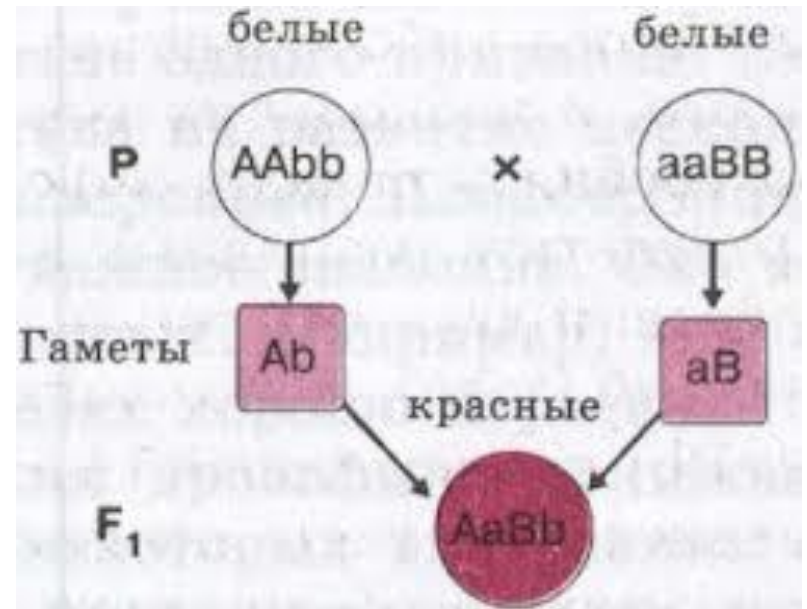 белые белые
P AAbb × aaBB
Гаметы Ab aB
красные
F₁ AaBb